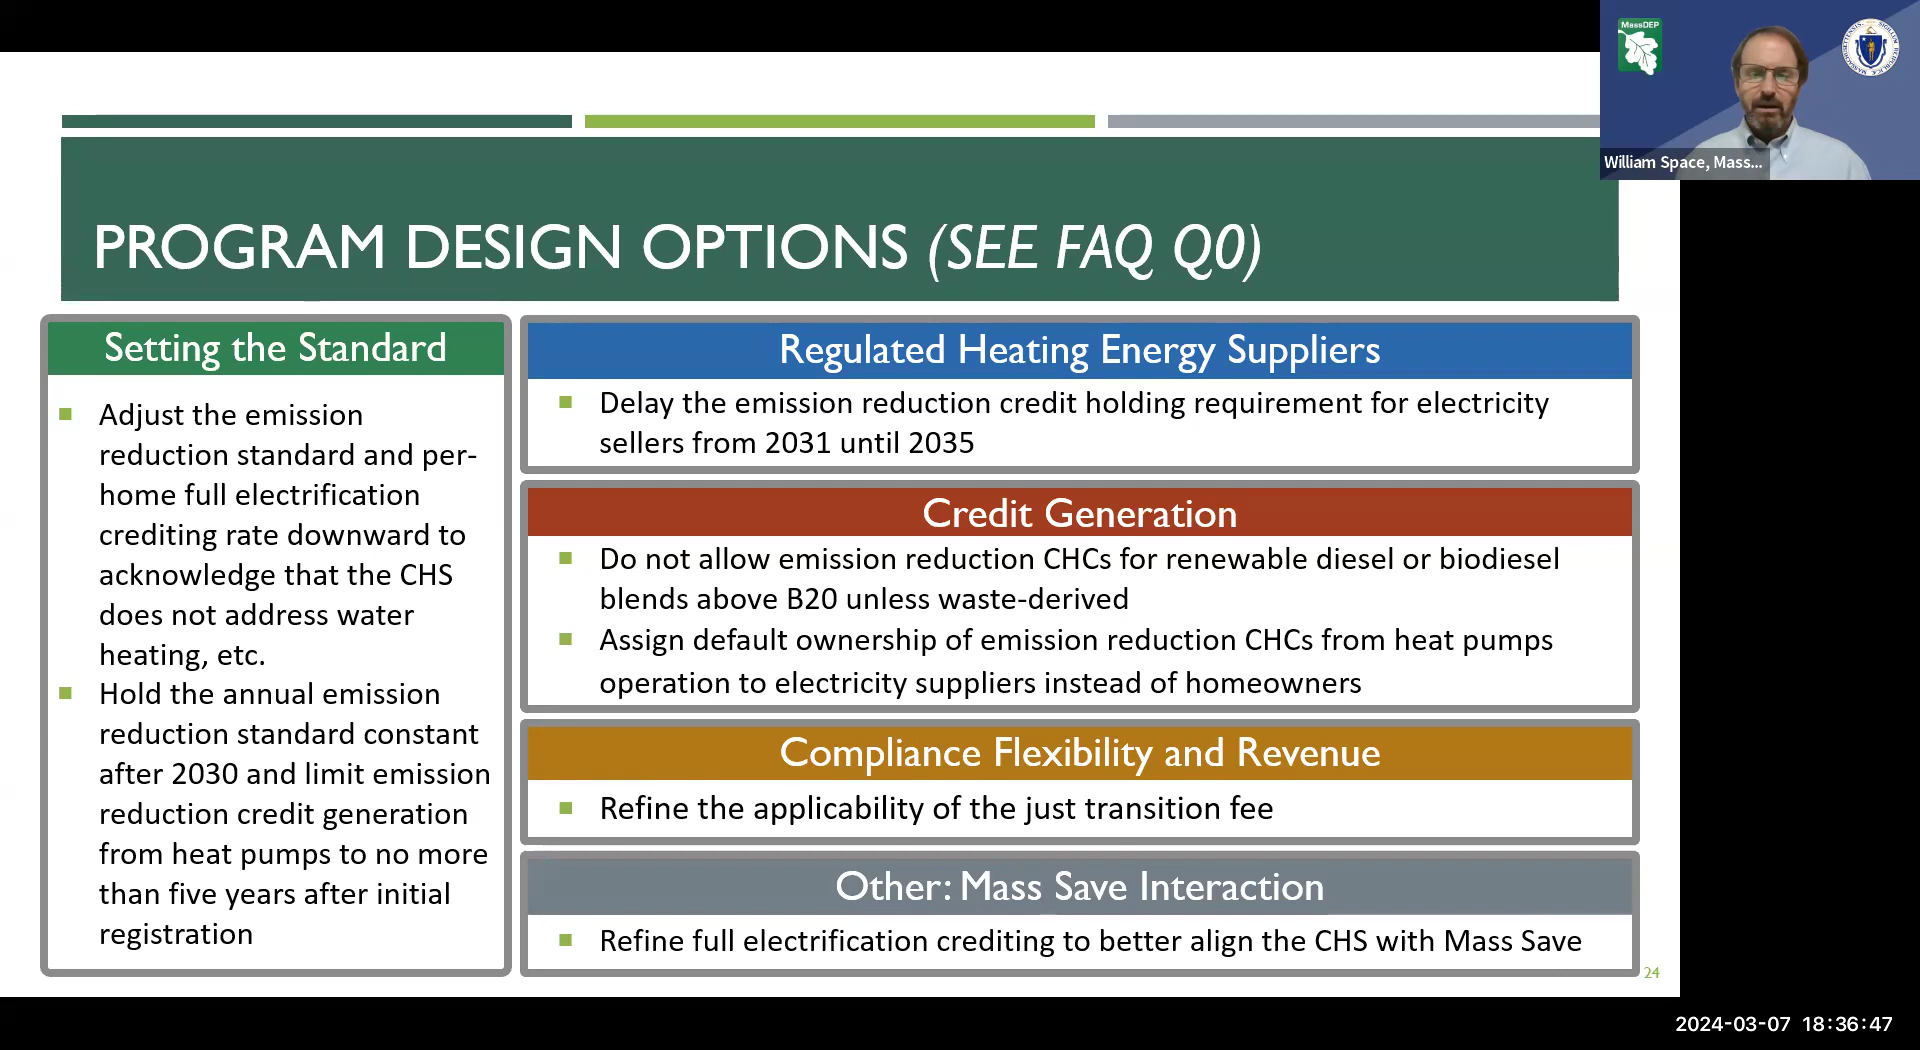 MassDEP
William Space, Mass...
PROGRAM DESIGN OPTIONS (SEE FAQ Q0)
Setting the Standard
Adjust the emission
reduction standard and per-
home full electrification
crediting rate downward to
acknowledge that the CHS
does not address water
heating, etc.
Hold the annual emission
reduction standard constant
after 2030 and limit emission
reduction credit generation
from heat pumps to no more
than five years after initial
registration
Regulated Heating Energy Suppliers
Delay the emission reduction credit holding requirement for electricity
sellers from 2031 until 2035
Credit Generation
Do not allow emission reduction CHCs for renewable diesel or biodiesel
blends above B20 unless waste-derived
Assign default ownership of emission reduction CHCs from heat pumps
operation to electricity suppliers instead of homeowners
Compliance Flexibility and Revenue
Refine the applicability of the just transition fee
Other: Mass Save Interaction
Refine full electrification crediting to better align the CHS with Mass Save
24
2024-03-07 18:36:47